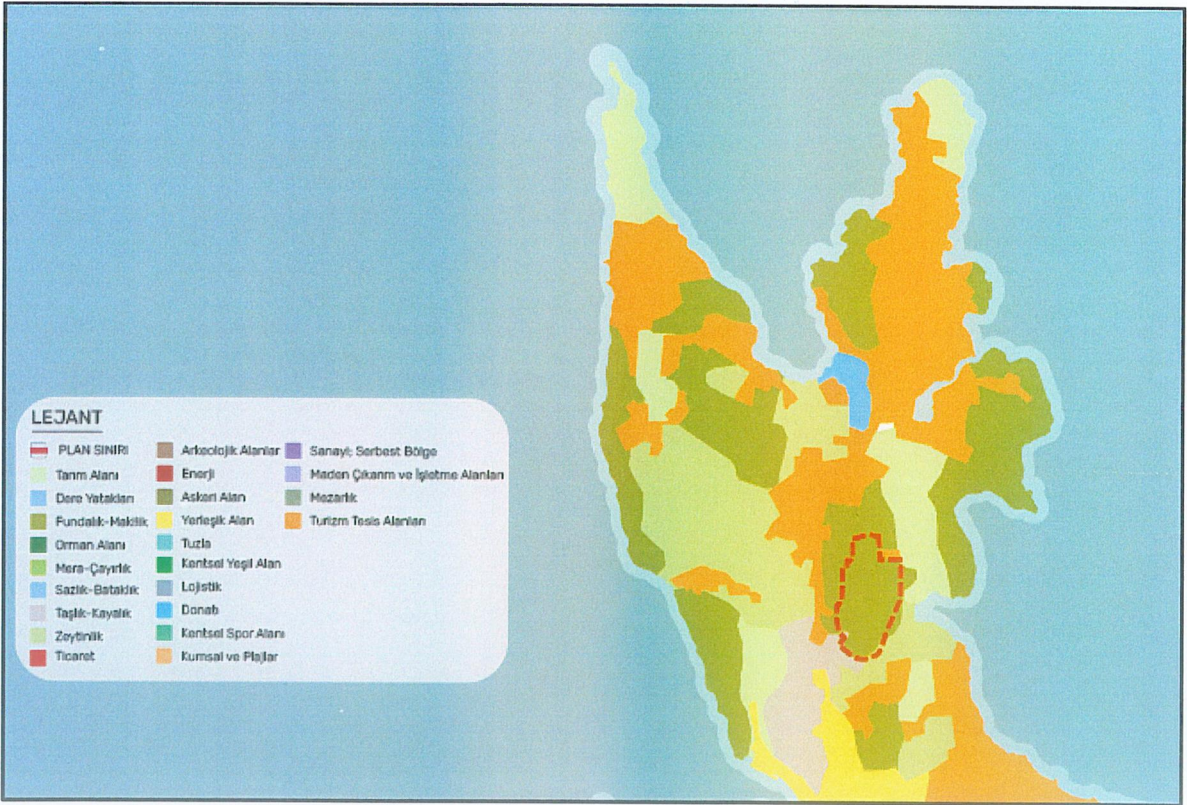 LEJANT
PLAN SINIRI
Tarım Alanı
Dere Yatakları
Fundalık-Makilik
Orman Alanı
Mera-Çayırlık
Sazlık-Bataklık
Taşlık-Kayalık
Zeytinlik
Ticaret
Arkeolojik Alanlar
Enerji
Askeri Alan
Yerleşik Alan
Tuzla
Kentsel Yeşil Alan
Lojistik
Kentsel Spor Alanı
Kumsal ve Plajlar
Sanayi; Serbest Bölge
Maden Çıkarım ve İşletme Alanları
Mezarlık
Turizm Tesis Alanları